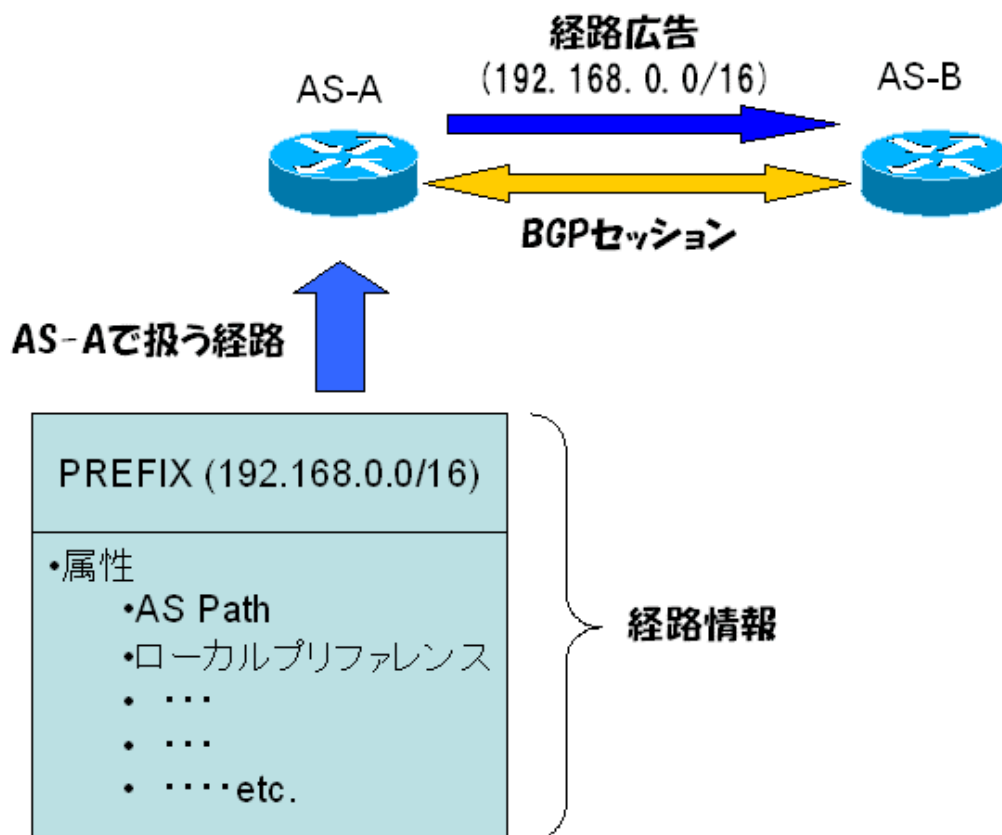 経路広告
(192.168.0.0/16)
AS-A
AS-B
BGPセッション
AS-Aで扱う経路
PREFIX (192.168.0.0/16)
•属性
•AS Path
•ローカルプリファレンス
• ・・・
• ・・・
• ・・・・etc.
経路情報